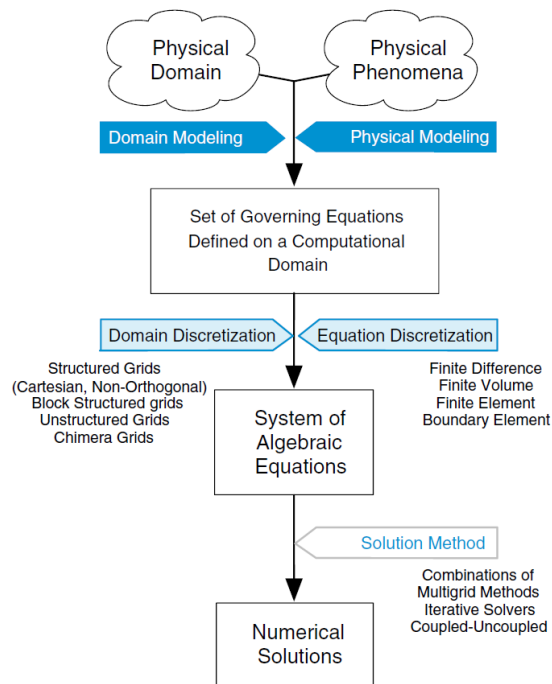 Physical
Domain
Physical
Phenomena
Domain Modeling
Physical Modeling
Set of Governing Equations
Defined on a Computational
Domain
Domain Discretization
Equation Discretization
Structured Grids
(Cartesian, Non-Orthogonal)
Block Structured grids
Unstructured Grids
Chimera Grids
Finite Difference
Finite Volume
Finite Element
Boundary Element
System of
Algebraic
Equations
Solution Method
Combinations of
Multigrid Methods
Iterative Solvers
Coupled-Uncoupled
Numerical
Solutions